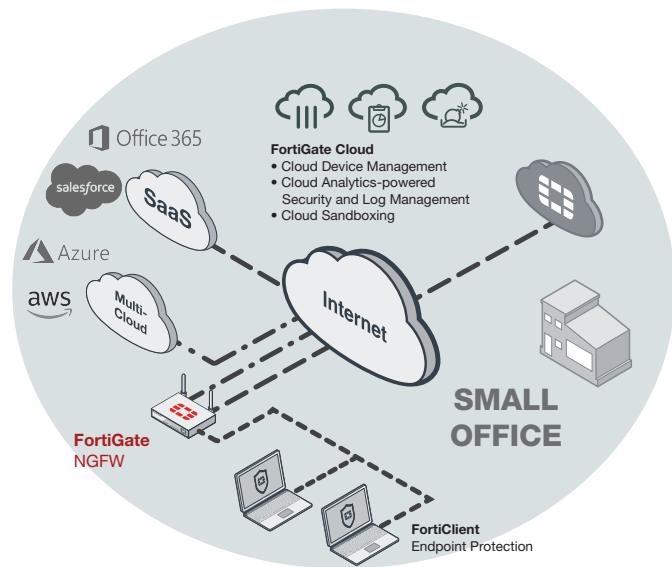 Office 365
salesforce
SaaS
FortiGate Cloud
• Cloud Device Management
• Cloud Analytics-powered
Security and Log Management
• Cloud Sandboxing
Azure
aws
Multi-
Cloud
Internet
SMALL
OFFICE
FortiGate
NGFW
FortiClient
Endpoint Protection